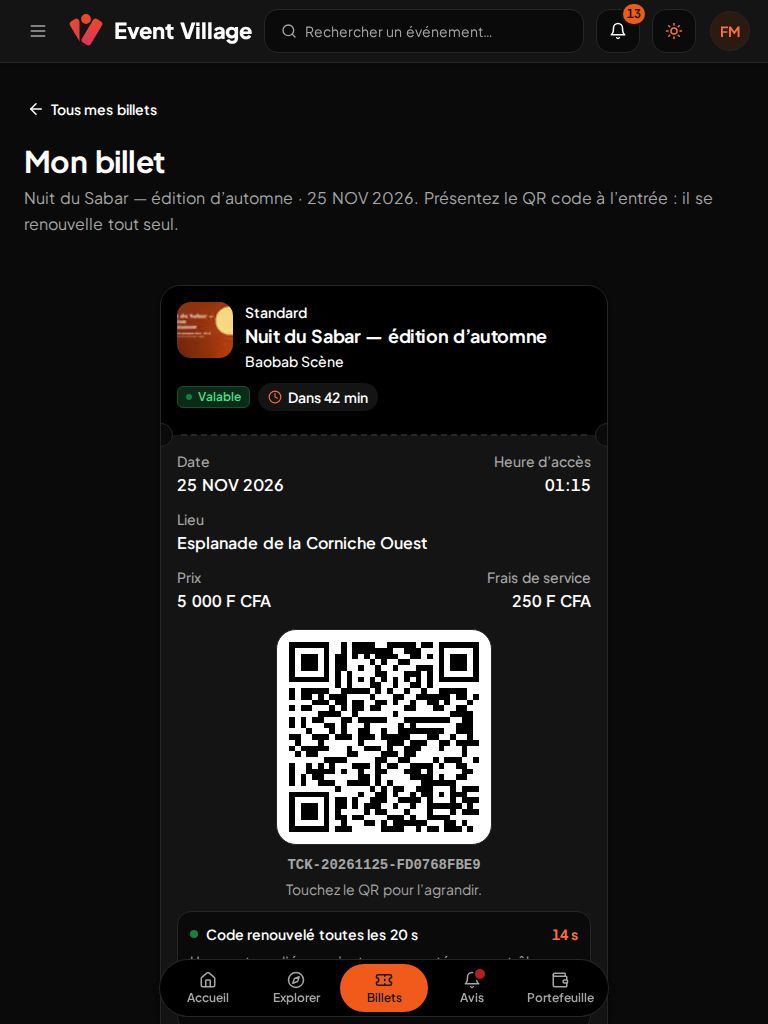 Event Village
Rechercher un événement…
13
FM
Tous mes billets
Mon billet
Nuit du Sabar — édition d’automne · 25 NOV 2026. Présentez le QR code à l’entrée : il se
renouvelle tout seul.
Standard
Nuit du Sabar — édition d’automne
Baobab Scène
Valable
Dans 42 min
Date
Heure d’accès
25 NOV 2026
01:15
Lieu
Esplanade de la Corniche Ouest
Prix
Frais de service
5 000 F CFA
250 F CFA
TCK-20261125-FD0768FBE9
Touchez le QR pour l’agrandir.
Code renouvelé toutes les 20 s
14 s
Accueil
Explorer
Billets
Avis
Portefeuille